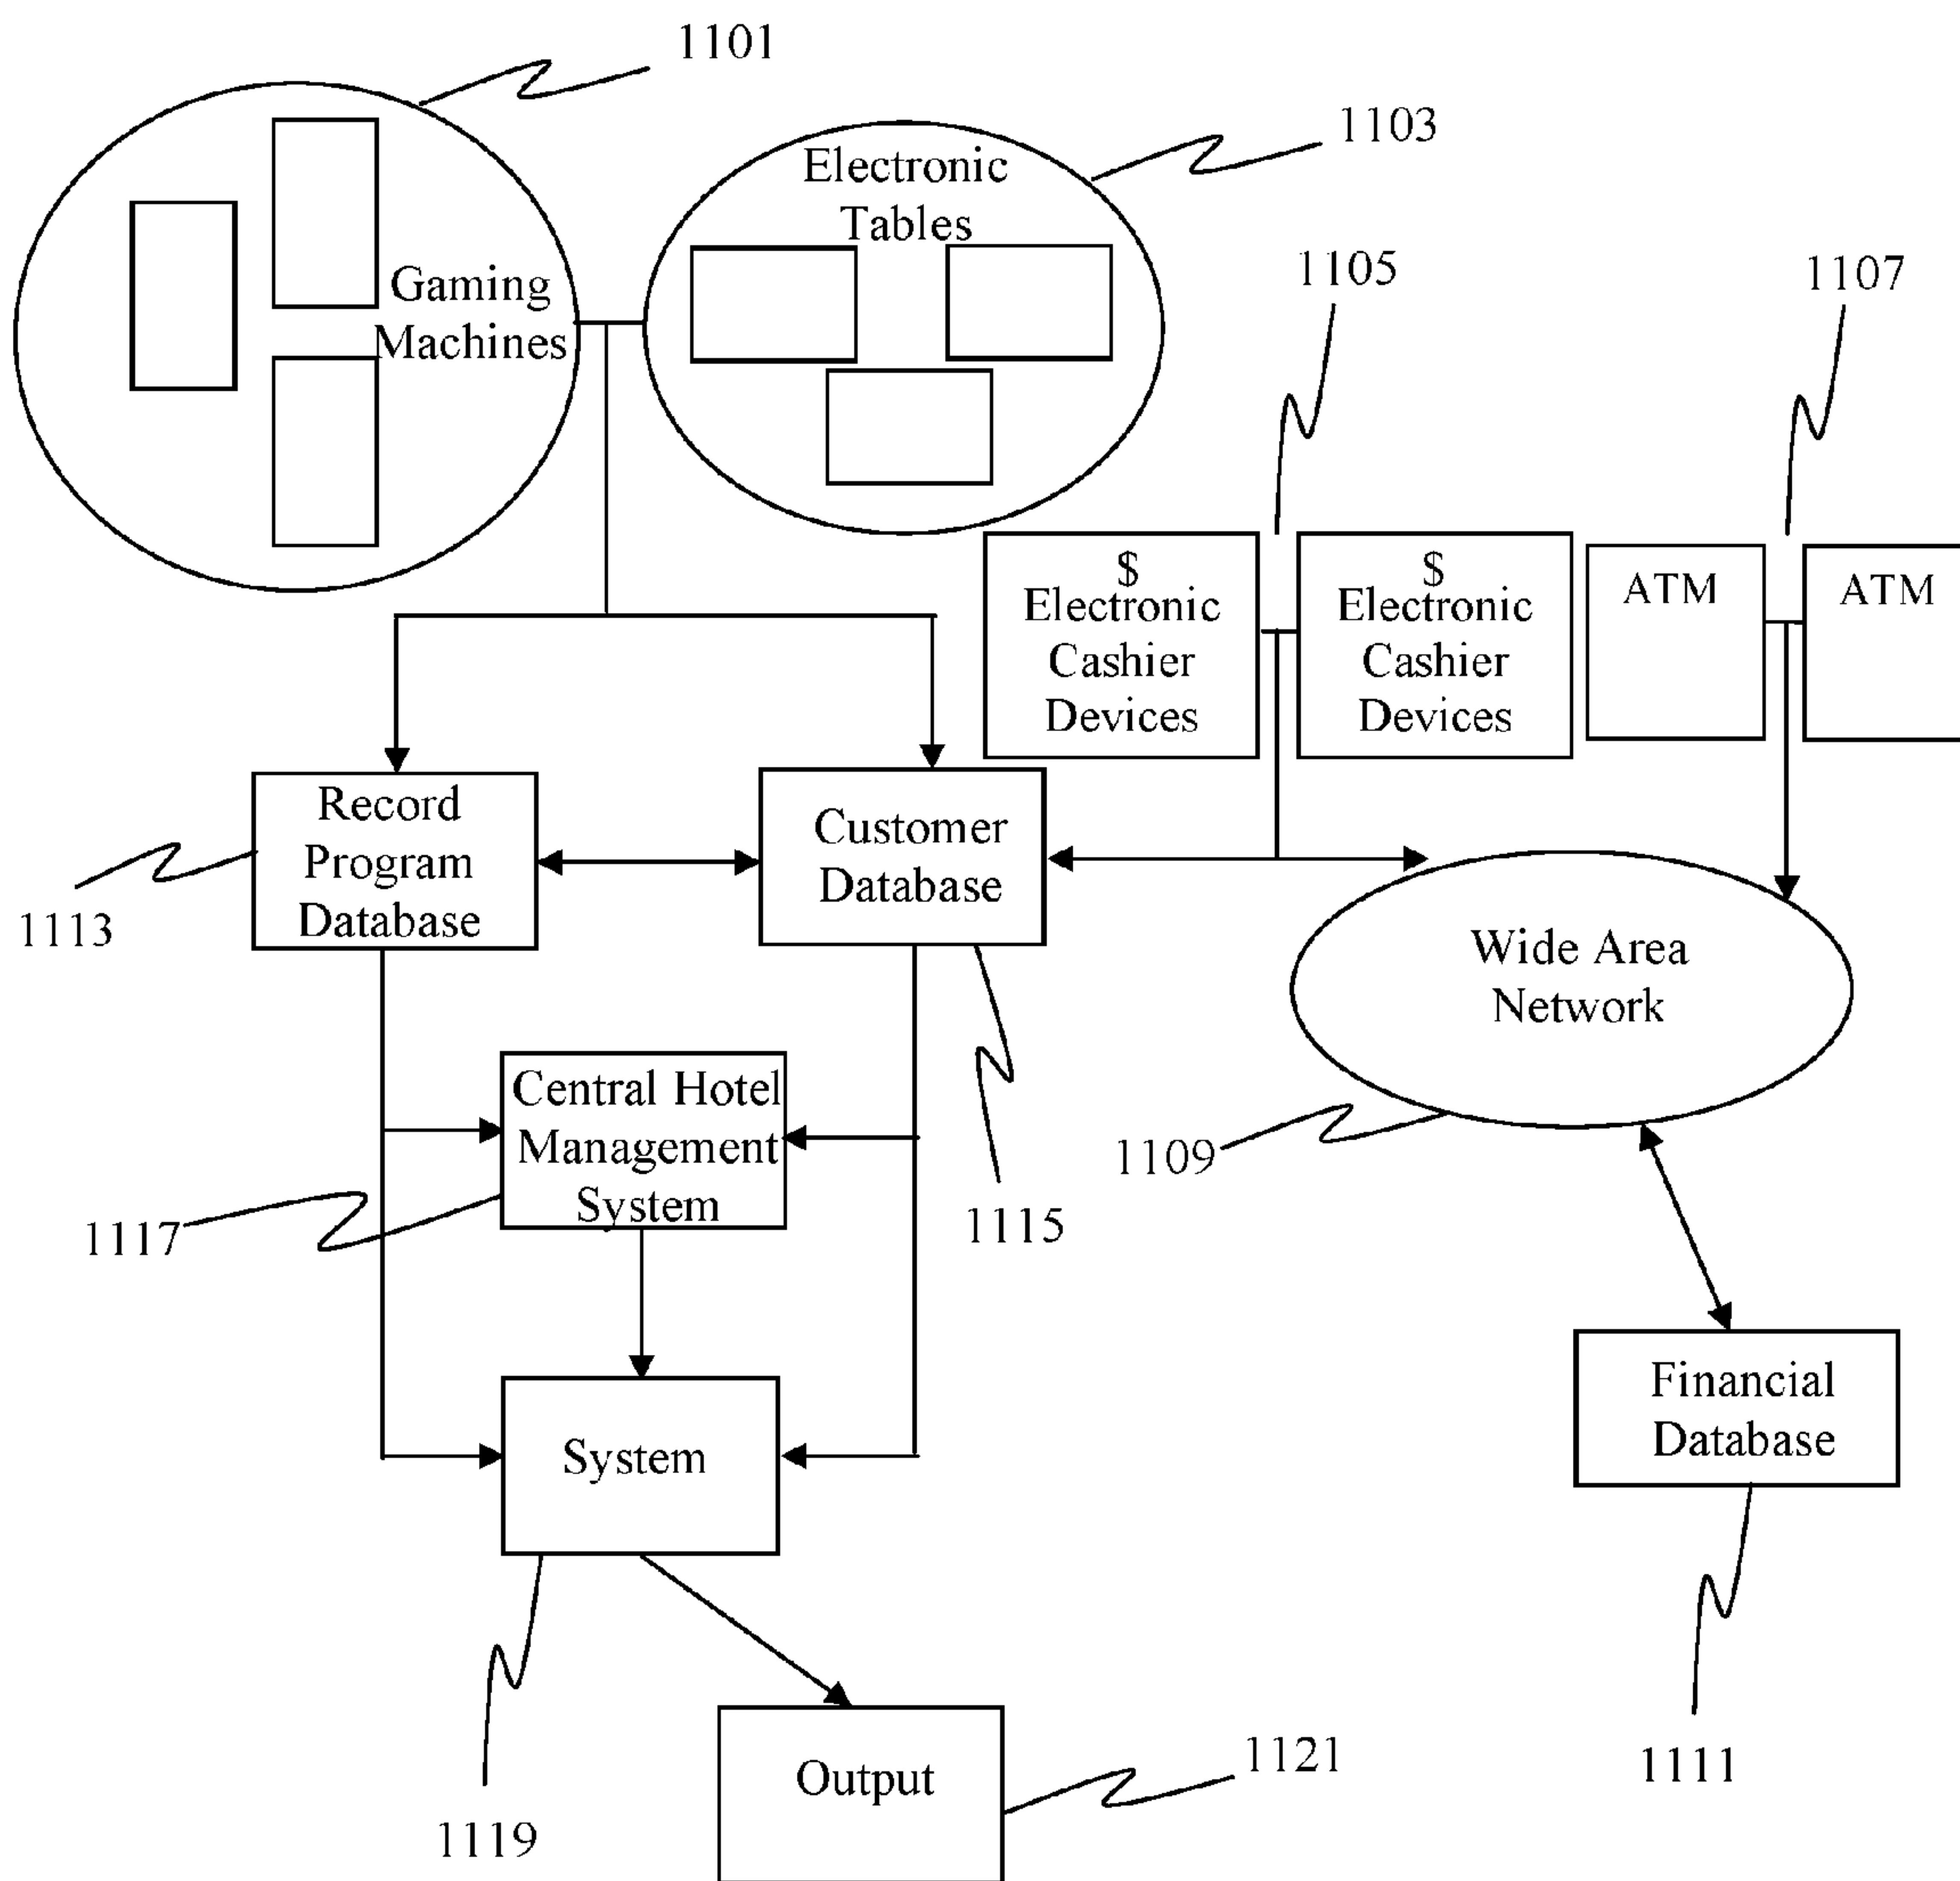 1101
1103
Electronic
Tables
Gaming
Machines
1105
1107
$
Electronic
Cashier
Devices
$
Electronic
Cashier
Devices
ATM
ATM
Record
Program
Database
Customer
Database
1113
Wide Area
Network
Central Hotel
Management
System
1109
1117
1115
Financial
Database
System
Output
1121
1111
1119